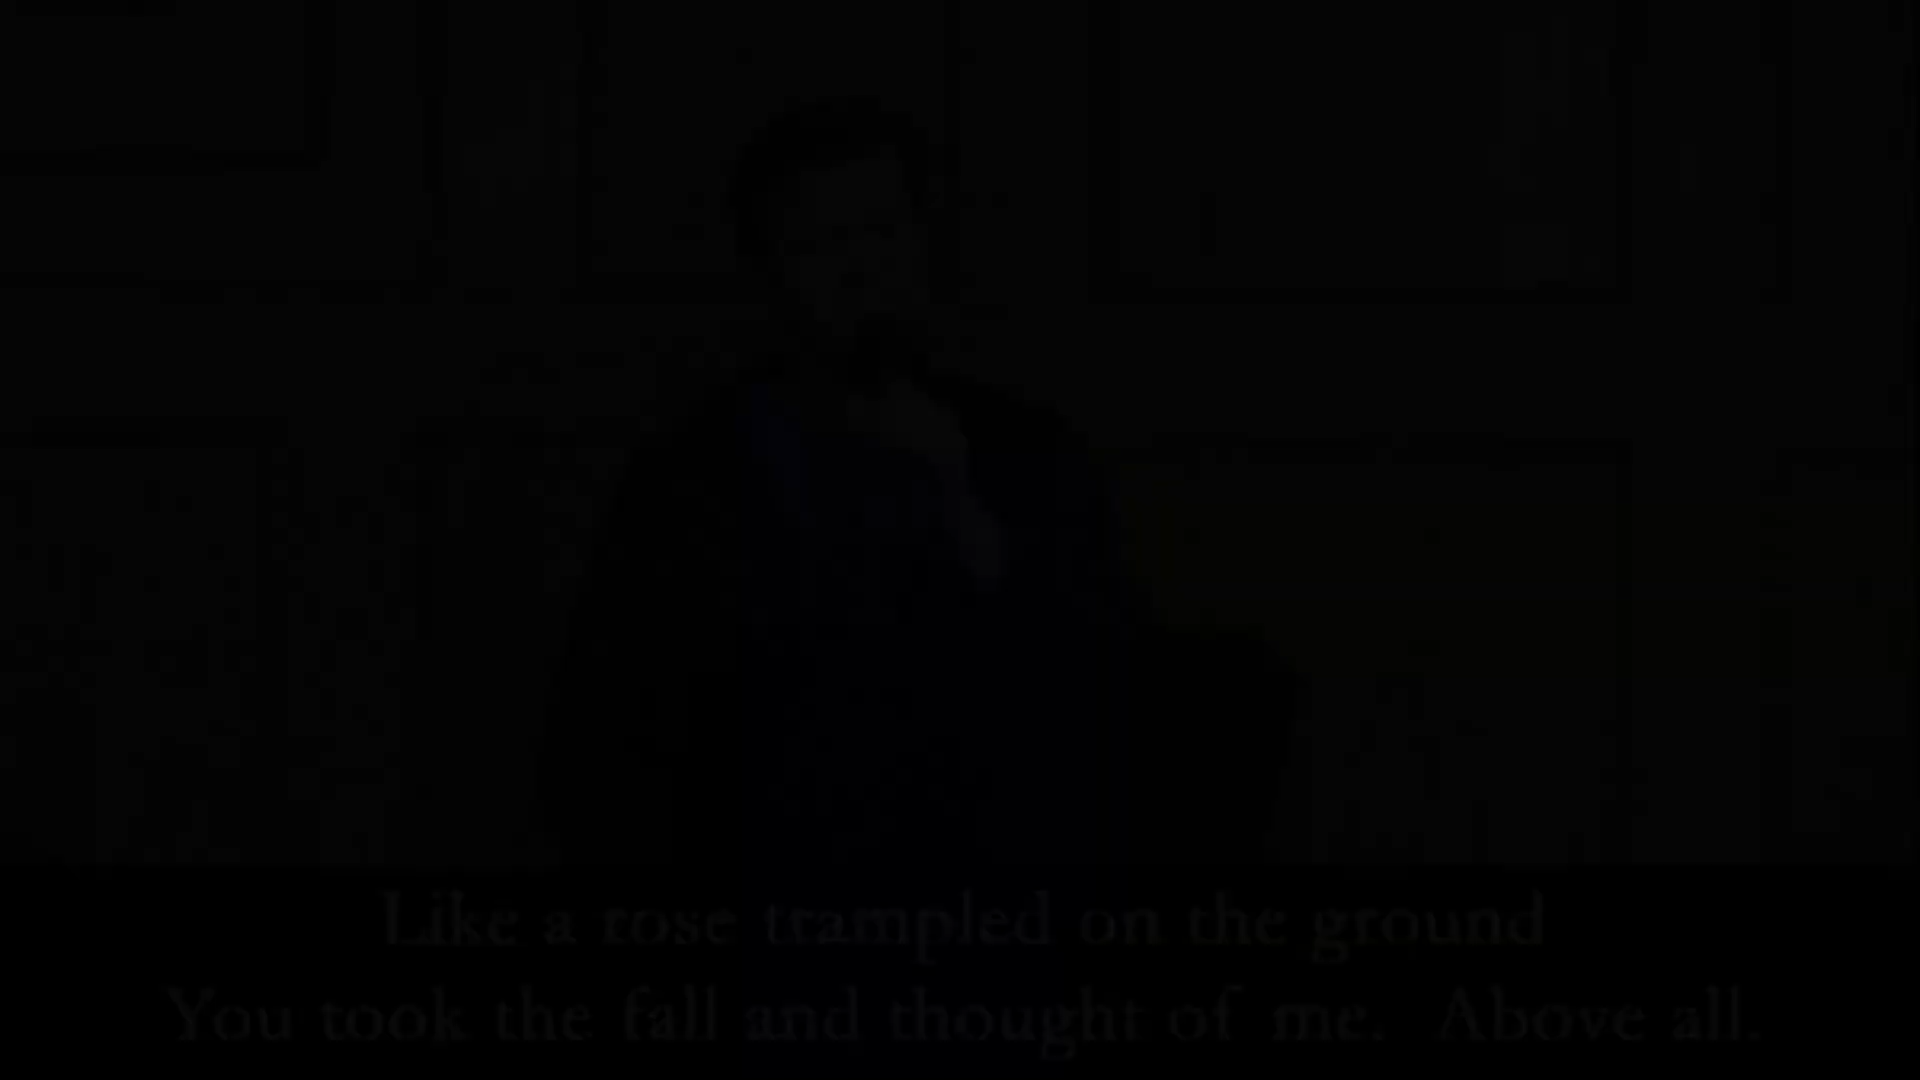 Like a rose trampled on the ground
You took the fall and thought of me.  Above all.